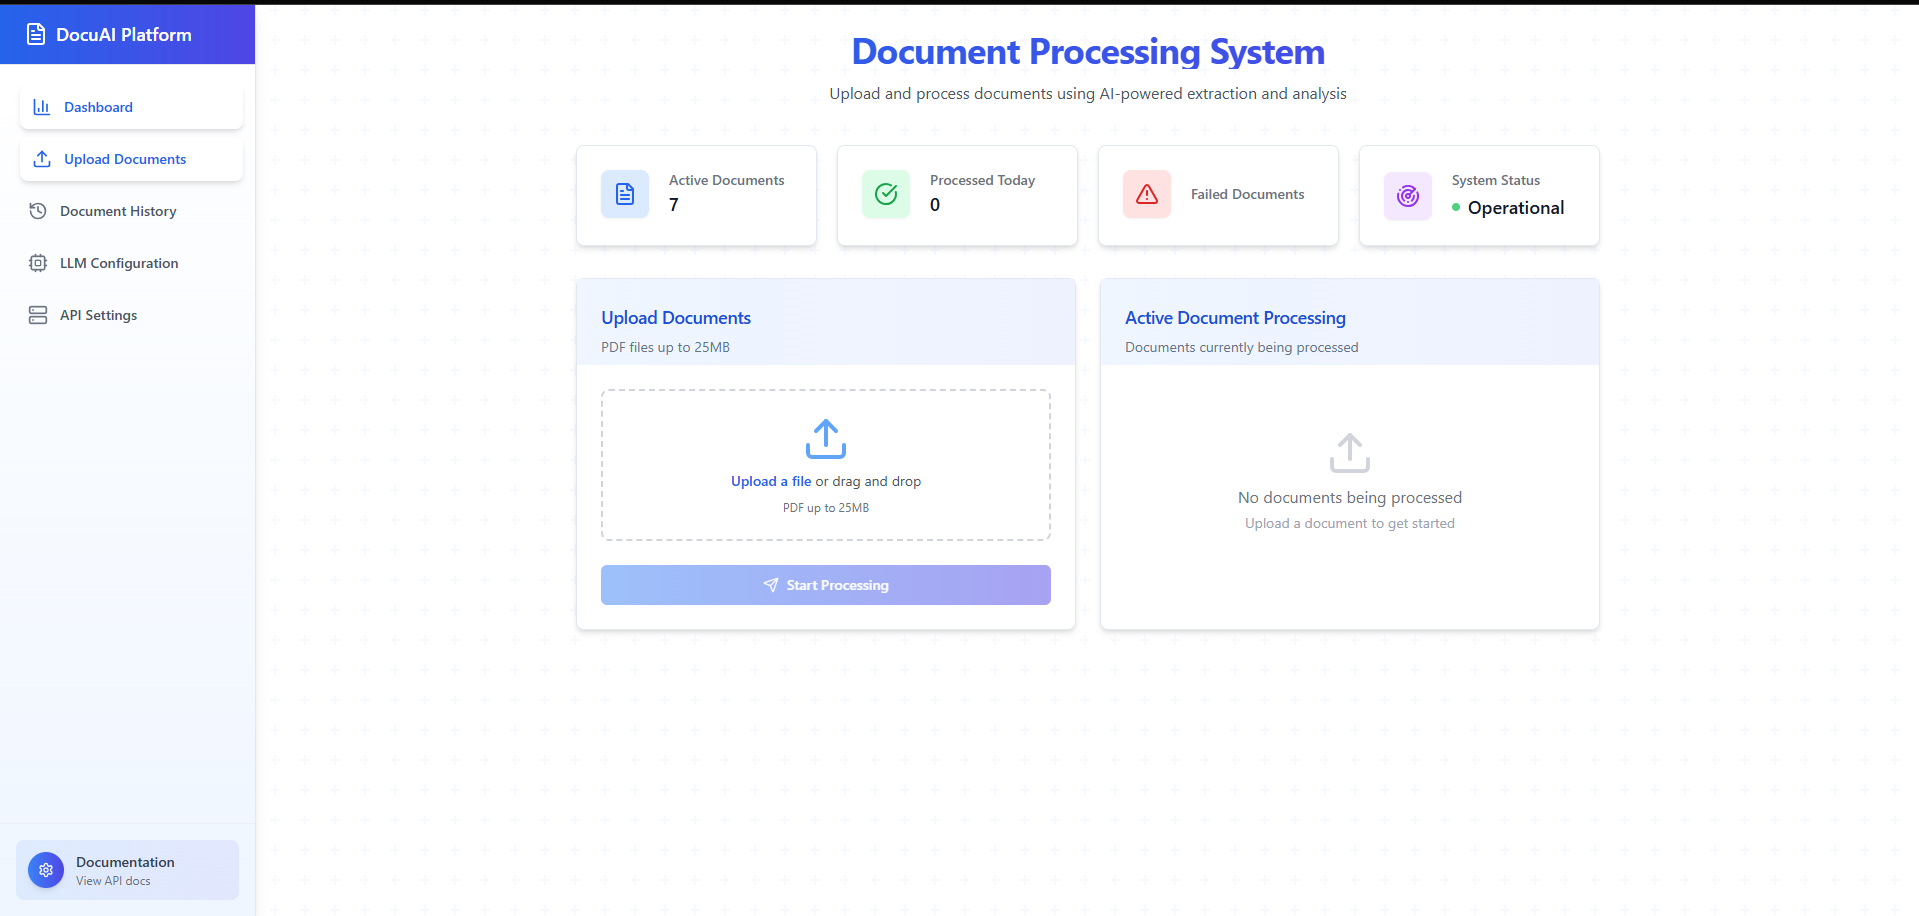 DocuAI Platform
Dashboard
Upload Documents
Document History
LLM Configuration
API Settings
Documentation
View API docs
Document Processing System
Upload and process documents using AI-powered extraction and analysis
Active Documents
7
Processed Today
0
Failed Documents
System Status
Operational
Upload Documents
PDF files up to 25MB
Upload a file or drag and drop
PDF up to 25MB
Start Processing
Active Document Processing
Documents currently being processed
No documents being processed
Upload a document to get started